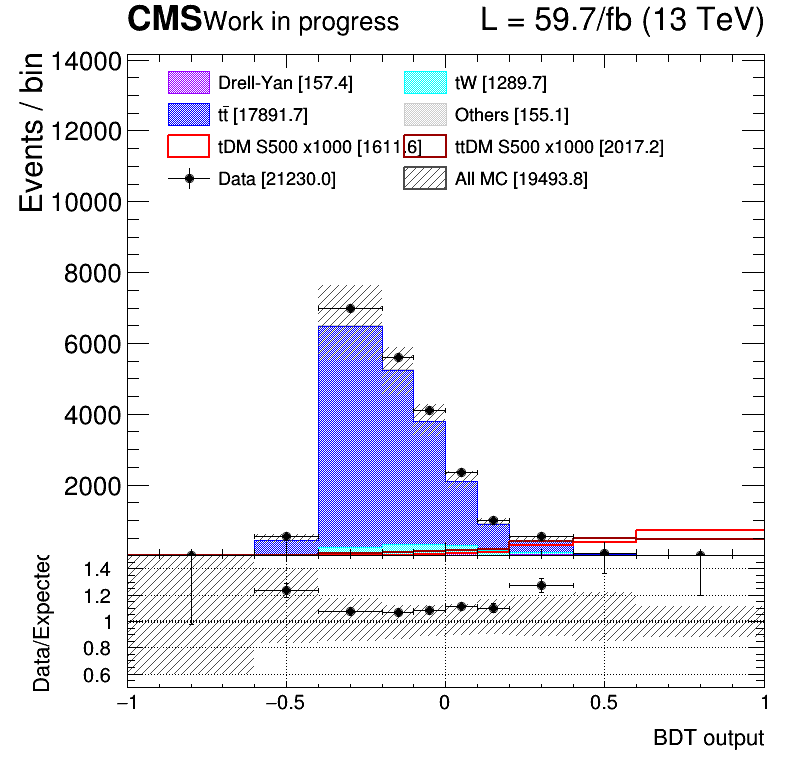 CMS Work in progress L = 59.7/fb (13 TeV)
Events / bin
14000
12000
10000
8000
6000
4000
2000
Drell-Yan [157.4] tW [1289.7]
tt̄ [17891.7] Others [155.1]
tDM S500 x1000 [1611.6] ttDM S500 x1000 [2017.2]
Data [21230.0] All MC [19493.8]
Data/Expected
1.4
1.2
1
0.8
0.6
−1 −0.5 0 0.5 1
BDT output